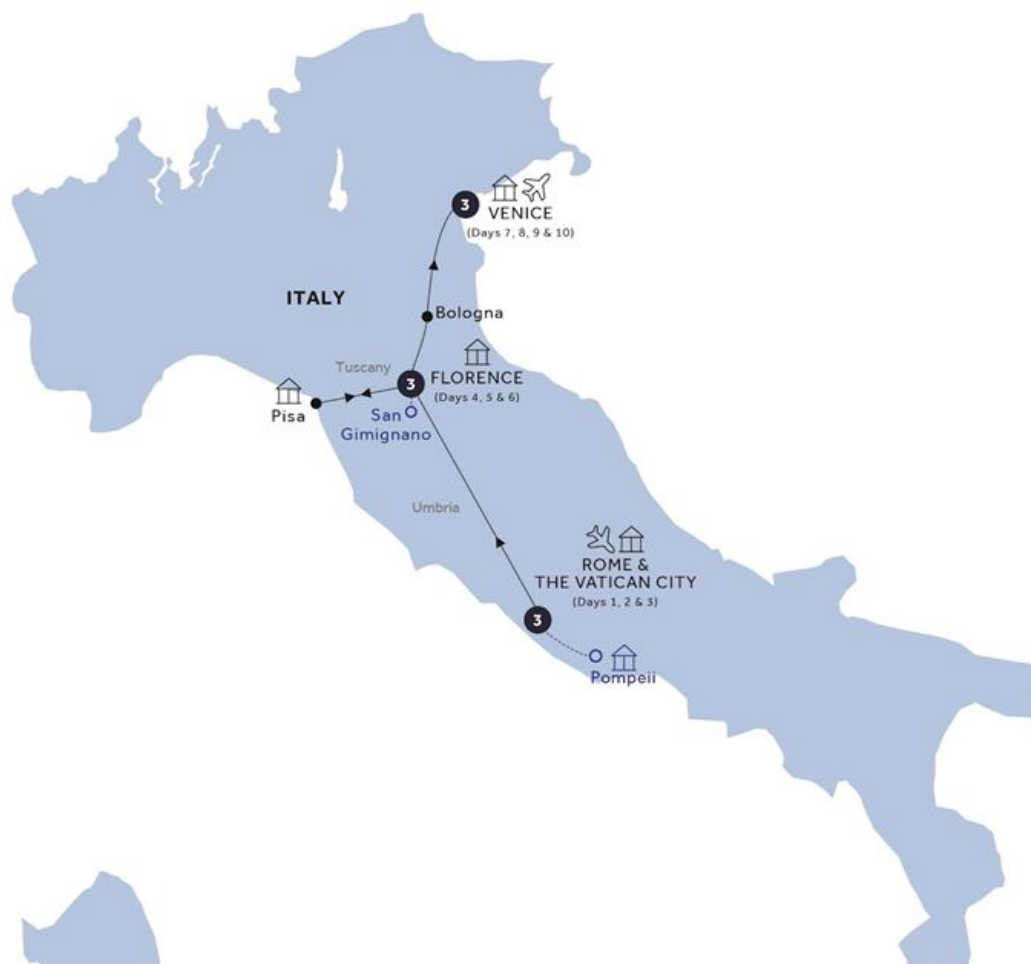 3
VENICE
(Days 7, 8, 9 & 10)
ITALY
Bologna
Tuscany
3
FLORENCE
(Days 4, 5 & 6)
Pisa
San
Gimignano
Umbria
ROME &
THE VATICAN CITY
(Days 1, 2 & 3)
3
Pompeii